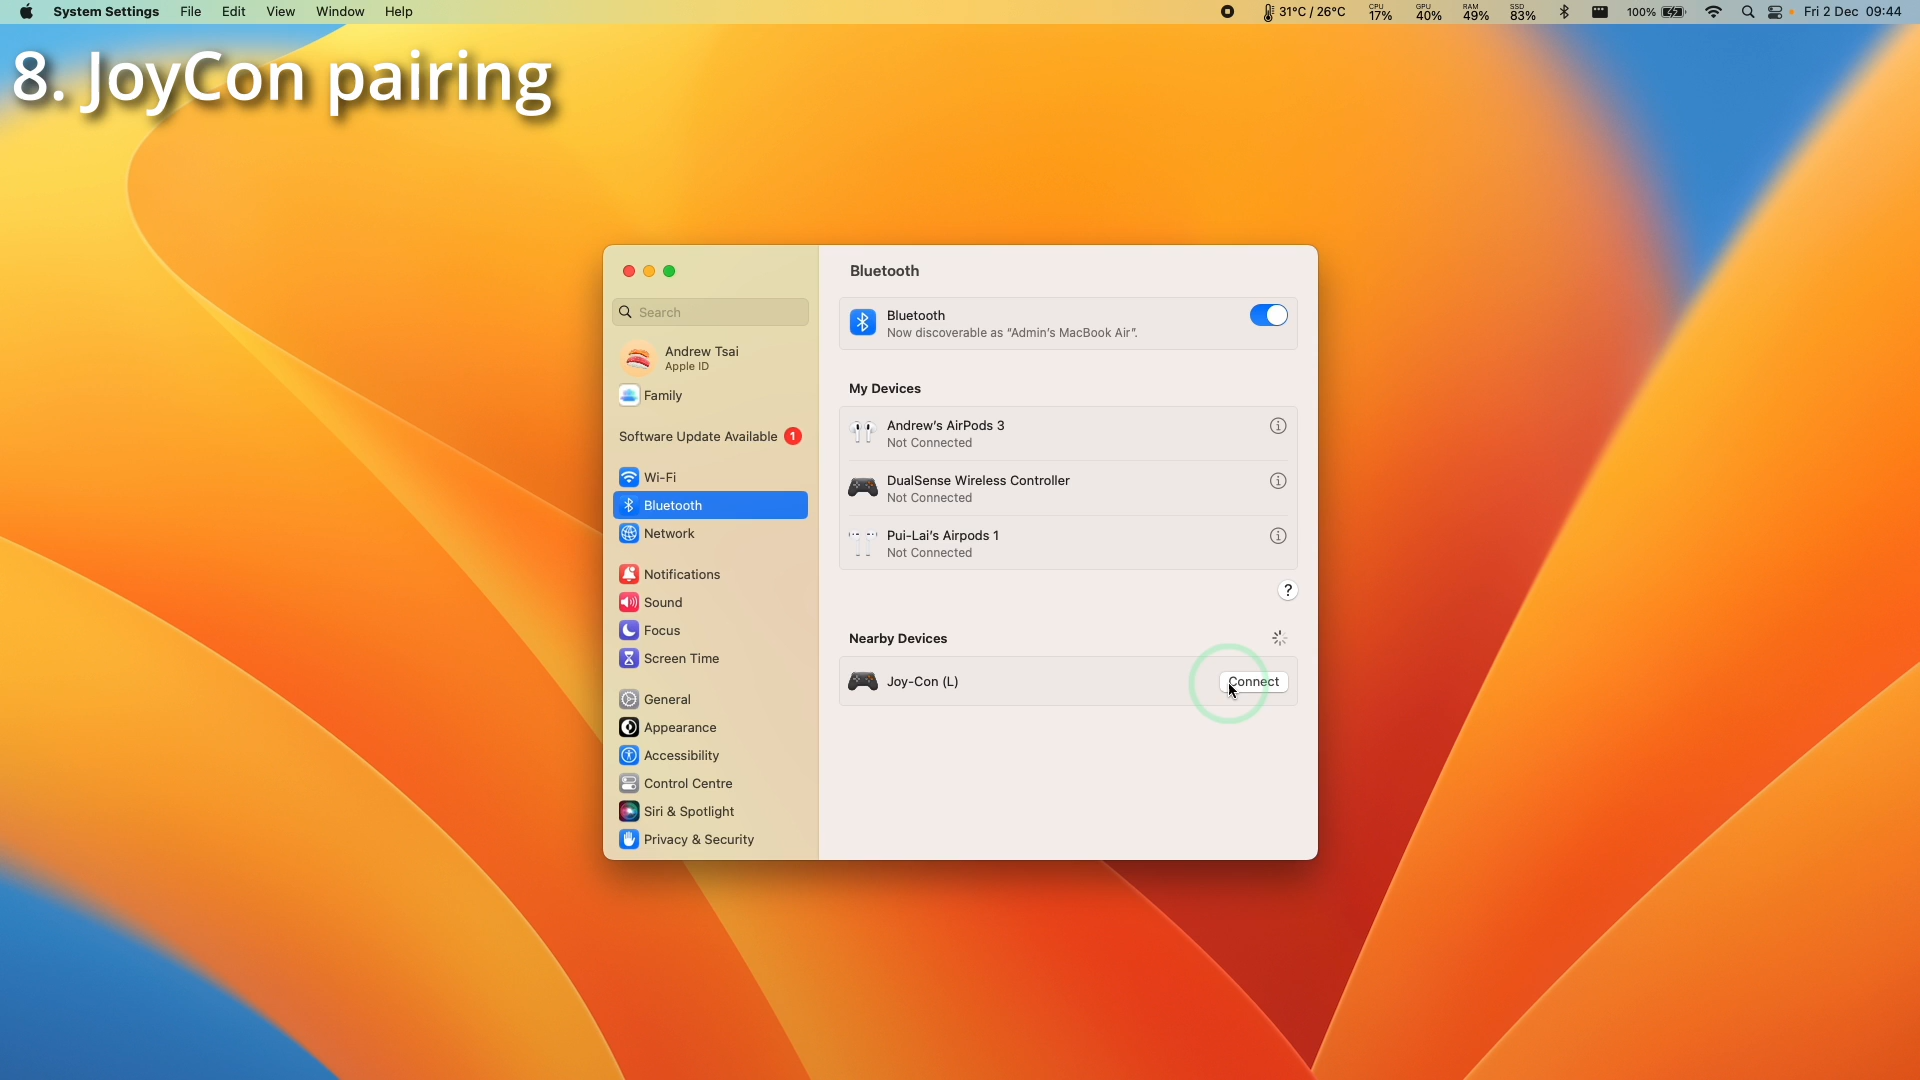 System Settings File Edit View Window Help
31°C / 26°C CPU 17% GPU 40% RAM 49% SSD 83% 100% Fri 2 Dec 09:44
8. JoyCon pairing
Search
Andrew Tsai
Apple ID
Family
Software Update Available 1
Wi-Fi
Bluetooth
Network
Notifications
Sound
Focus
Screen Time
General
Appearance
Accessibility
Control Centre
Siri & Spotlight
Privacy & Security
Bluetooth
Bluetooth
Now discoverable as “Admin’s MacBook Air”.
My Devices
Andrew’s AirPods 3
Not Connected
DualSense Wireless Controller
Not Connected
Pui-Lai’s Airpods 1
Not Connected
?
Nearby Devices
Joy-Con (L) Connect